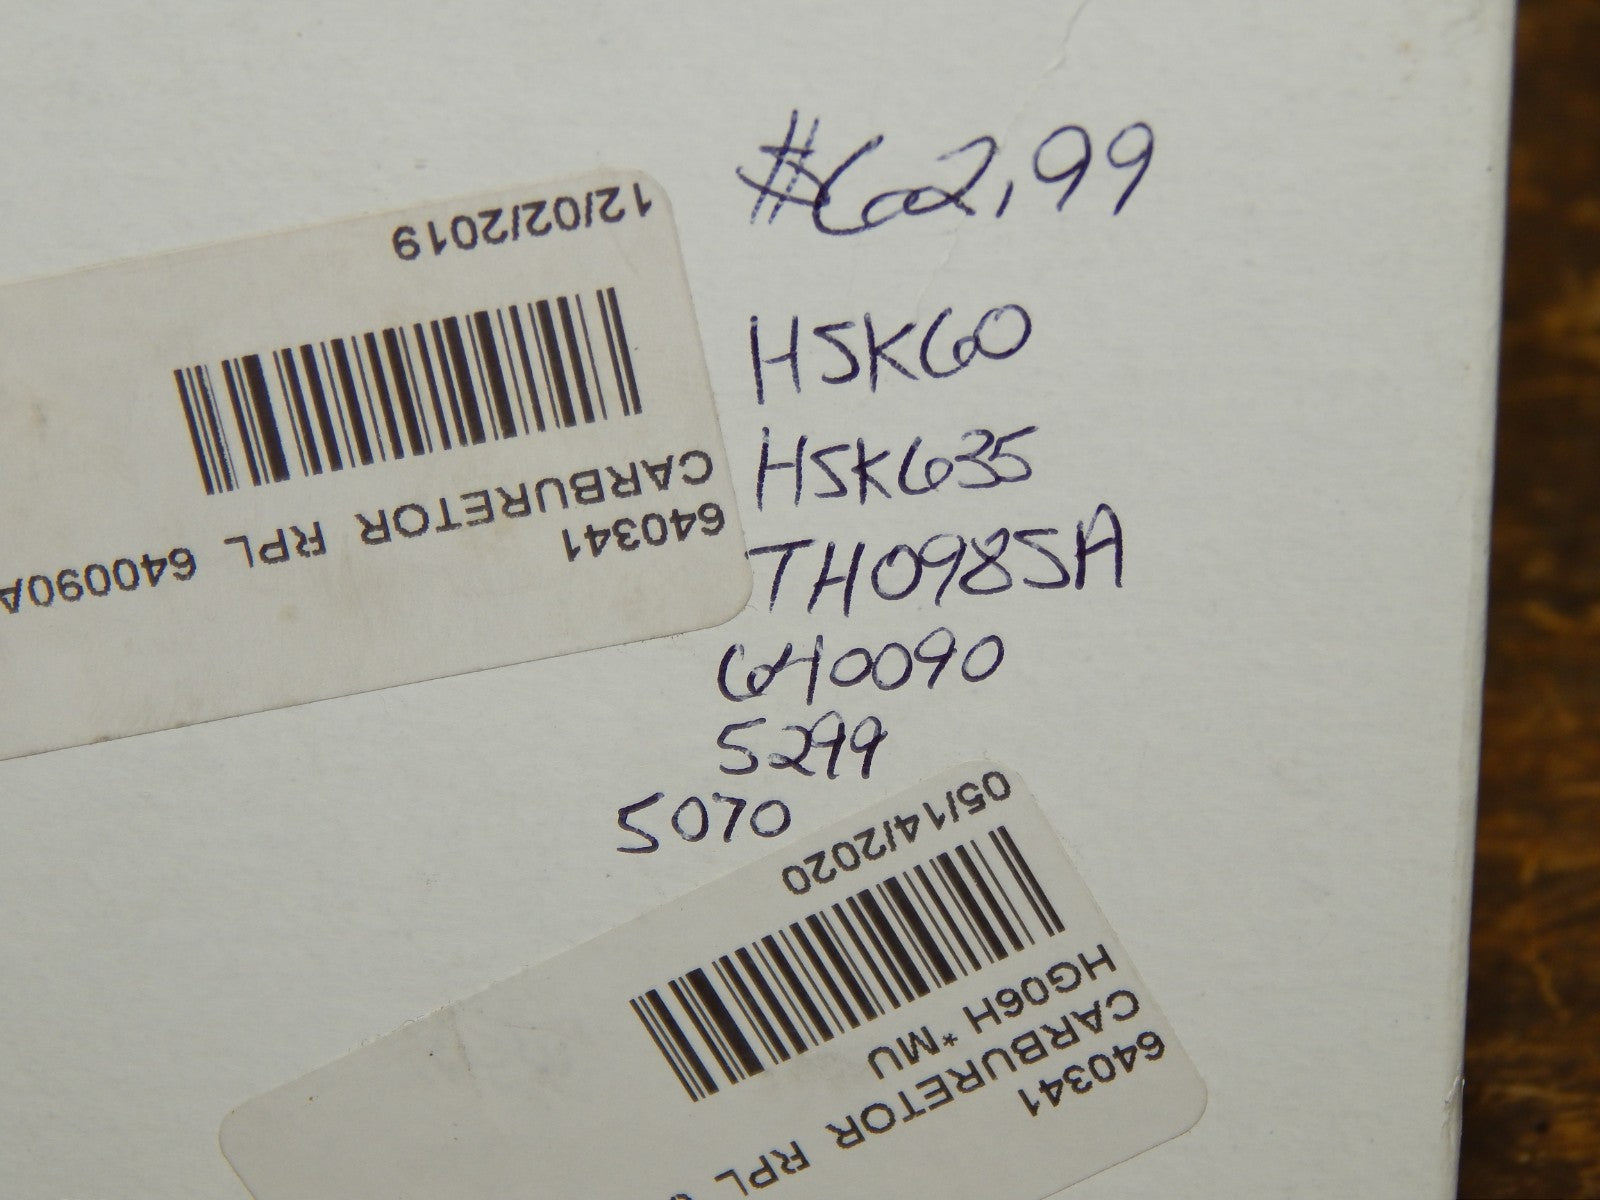 #62,99
HSK60
HSK635
TH098SA
640090
5299
5070
640341
CARBURETOR RPL 640090A
12/02/2019
640341
CARBURETOR RPL
HG06H *MU
05/14/2020